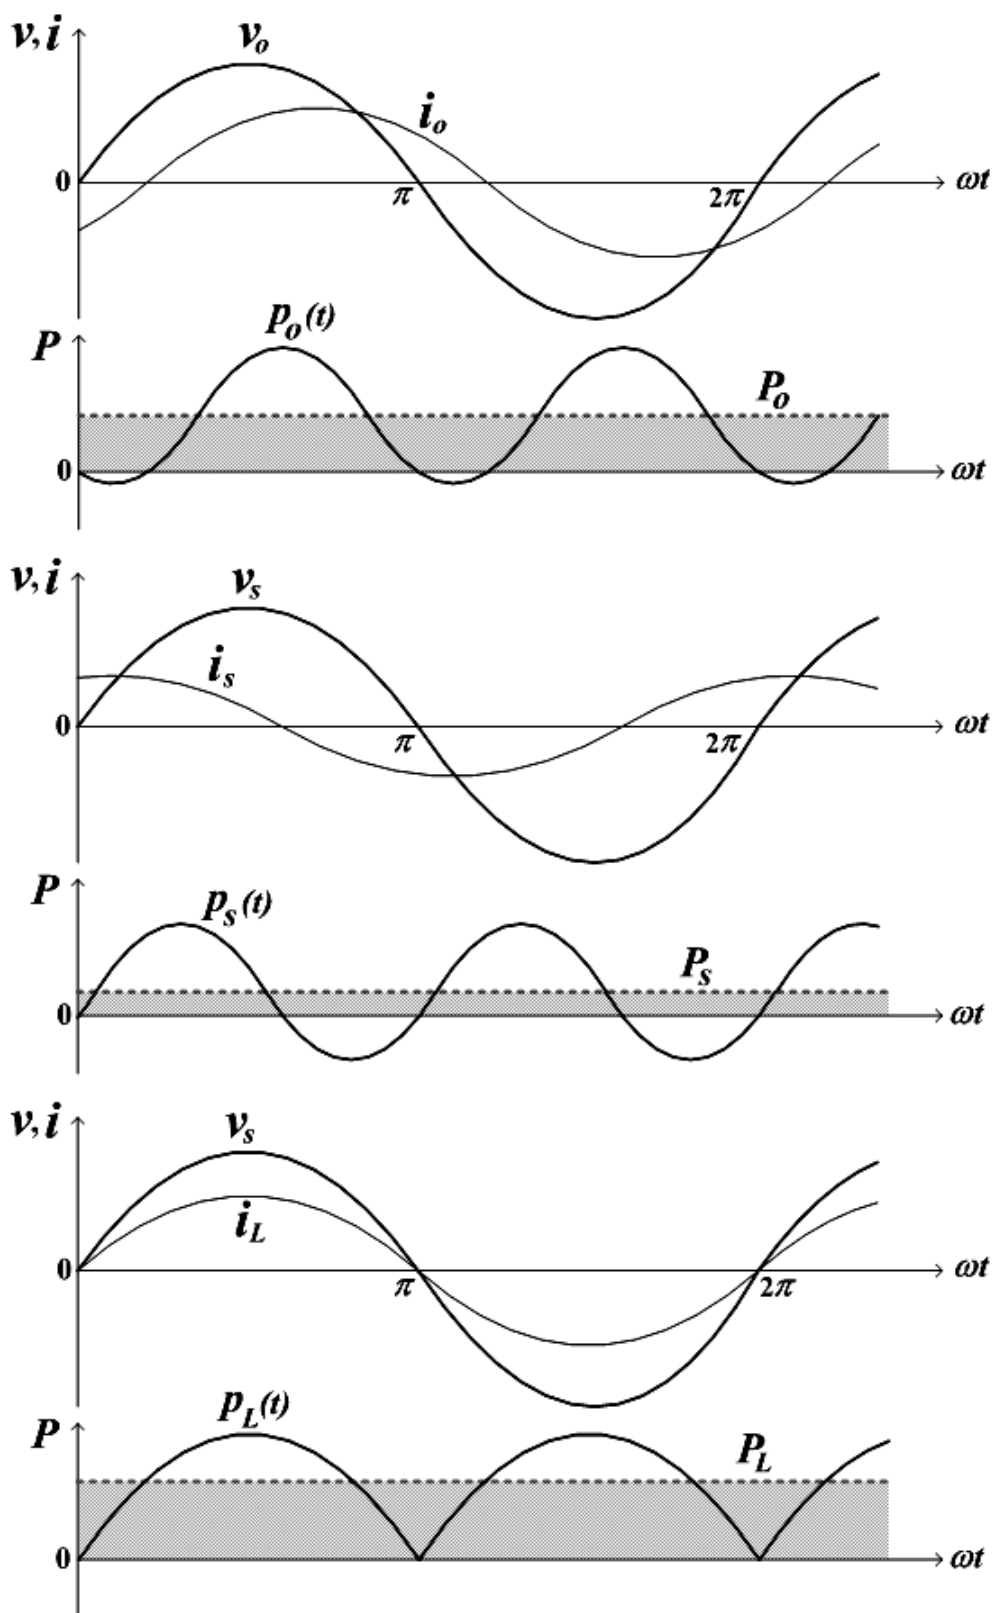 v, i
v_o
i_o
0
π
2π
ωt
P
p_o(t)
P_o
0
ωt
v, i
v_s
i_s
0
π
2π
ωt
P
p_s(t)
P_s
0
ωt
v, i
v_s
i_L
0
π
2π
ωt
P
p_L(t)
P_L
0
ωt